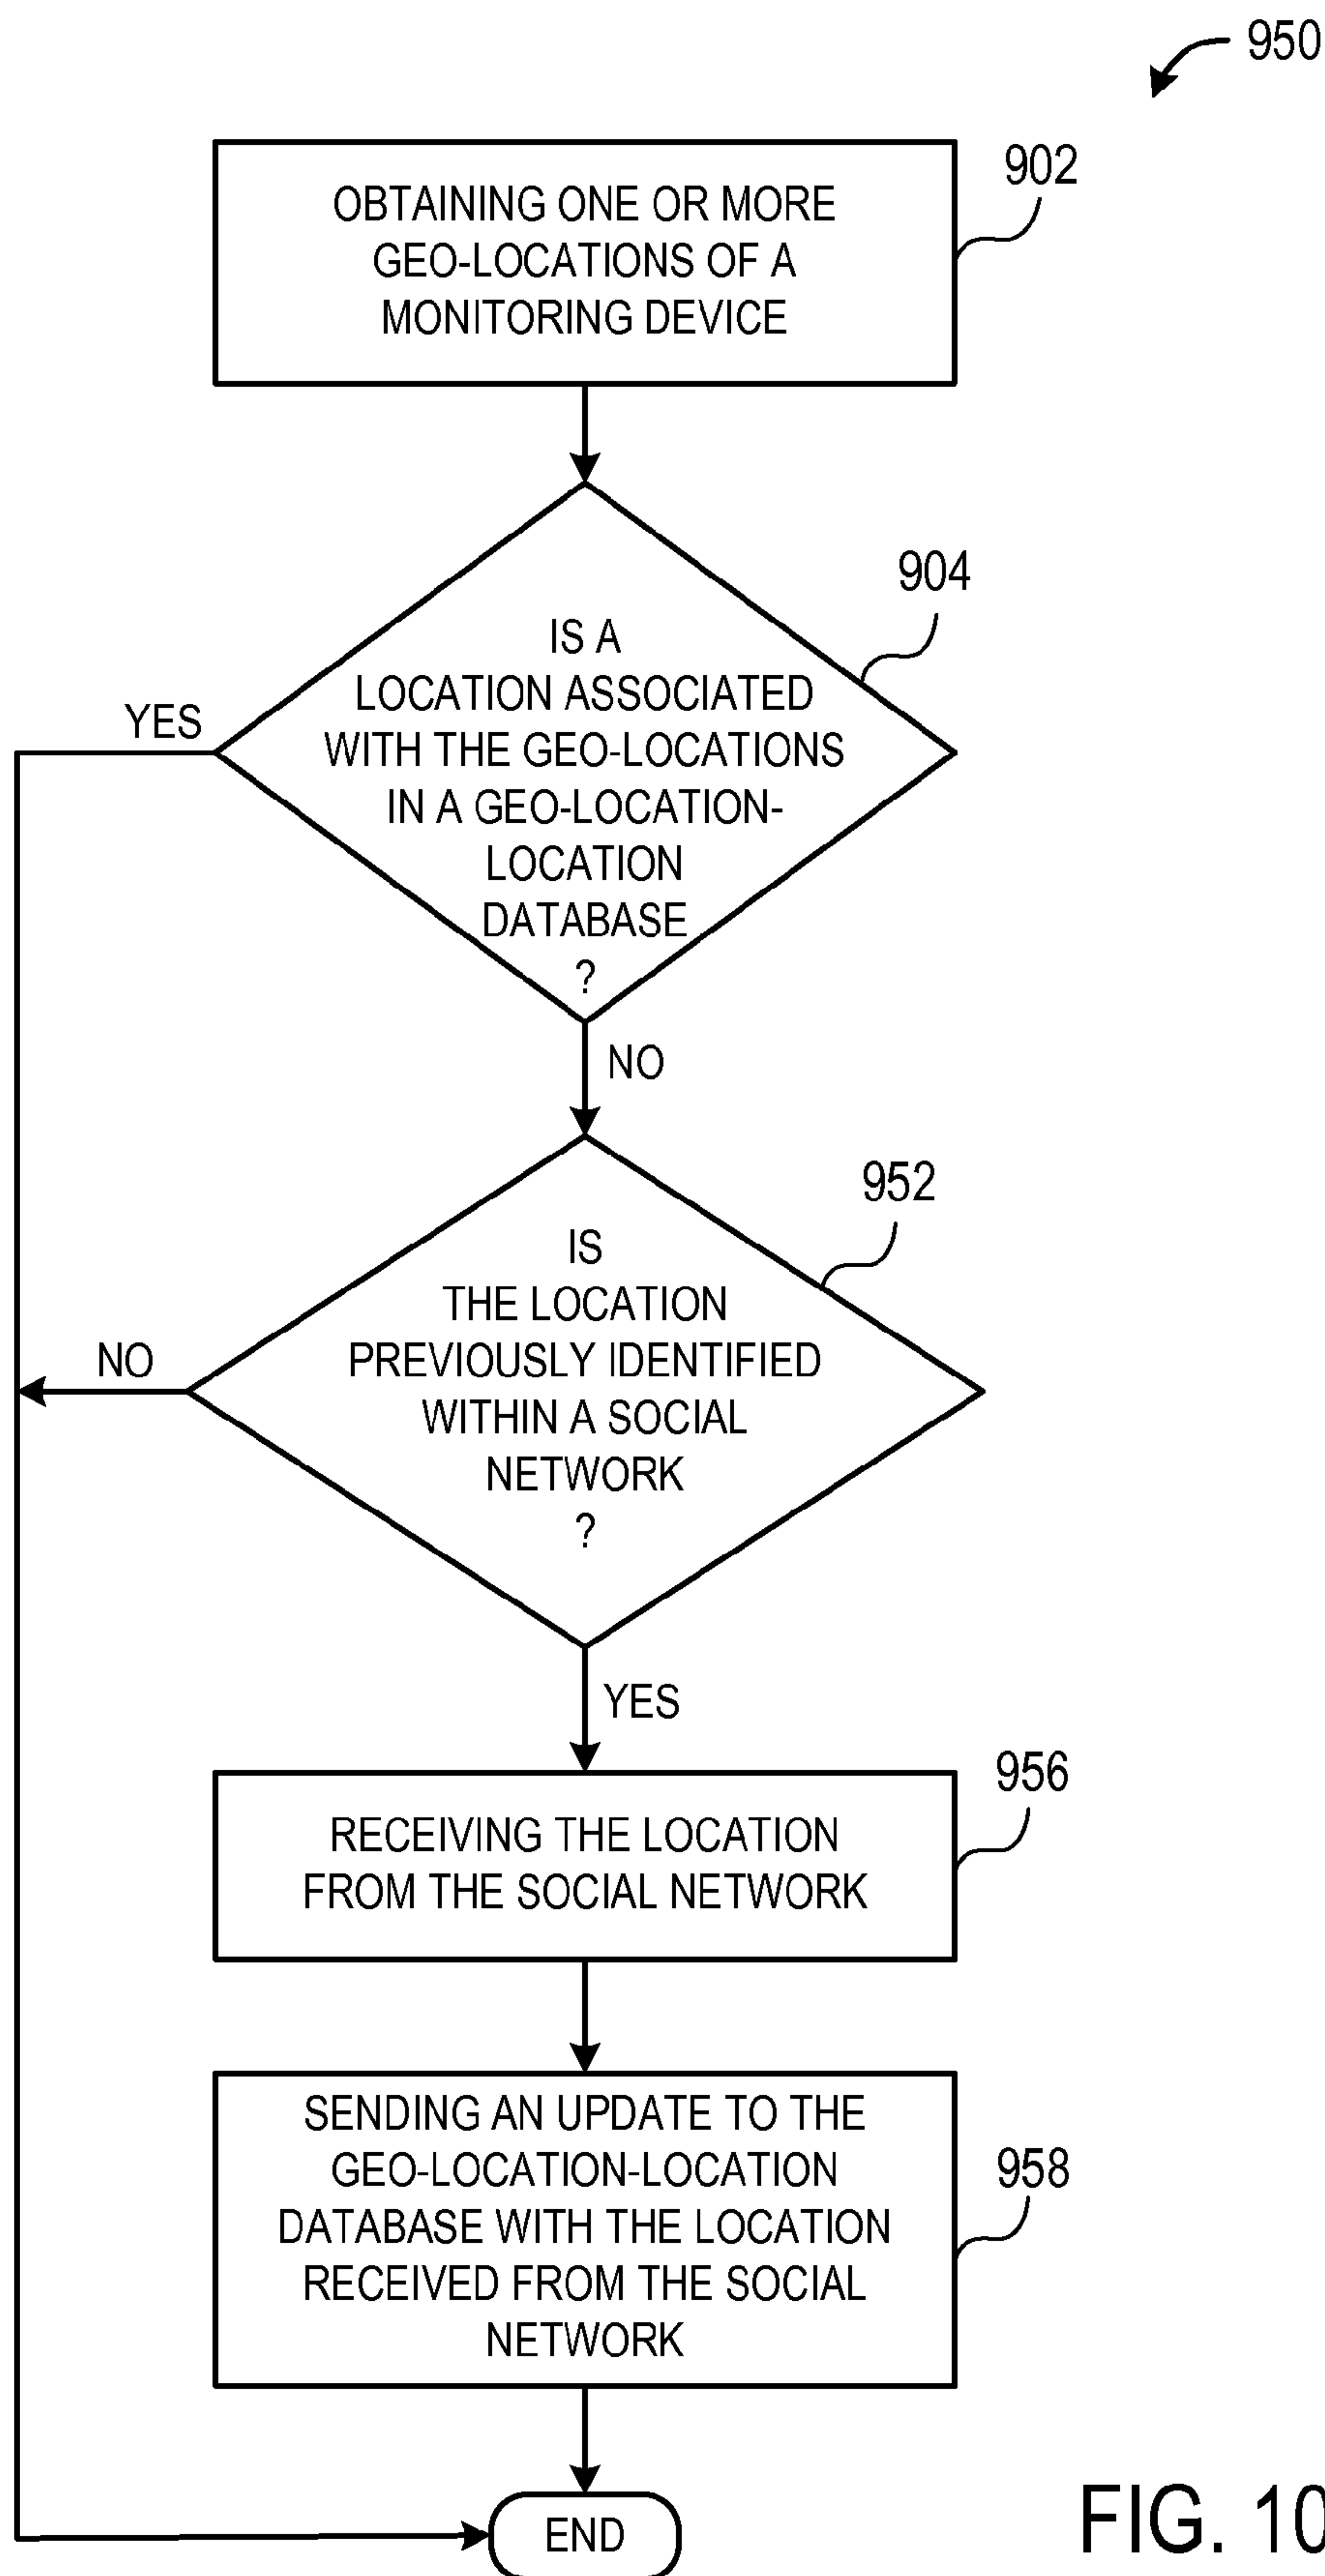 950
OBTAINING ONE OR MORE
GEO-LOCATIONS OF A
MONITORING DEVICE
902
IS A
LOCATION ASSOCIATED
WITH THE GEO-LOCATIONS
IN A GEO-LOCATION-
LOCATION
DATABASE
?
904
YES
NO
IS
THE LOCATION
PREVIOUSLY IDENTIFIED
WITHIN A SOCIAL
NETWORK
?
952
NO
YES
RECEIVING THE LOCATION
FROM THE SOCIAL NETWORK
956
SENDING AN UPDATE TO THE
GEO-LOCATION-LOCATION
DATABASE WITH THE LOCATION
RECEIVED FROM THE SOCIAL
NETWORK
958
END
FIG. 10